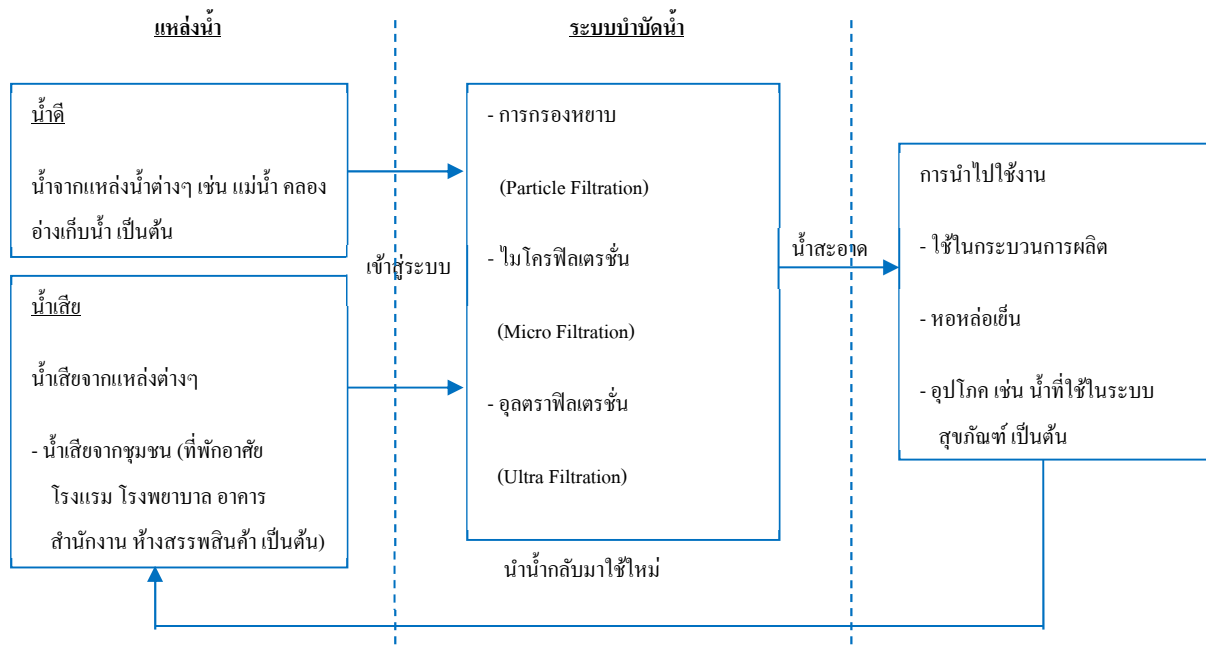 แหล่งน้ำ
ระบบบำบัดน้ำ
น้ำดี
น้ำจากแหล่งน้ำต่างๆ เช่น แม่น้ำ คลอง
อ่างเก็บน้ำ เป็นต้น
น้ำเสีย
น้ำเสียจากแหล่งต่างๆ
- น้ำเสียจากชุมชน (ที่พักอาศัย
โรงแรม โรงพยาบาล อาคาร
สำนักงาน ห้างสรรพสินค้า เป็นต้น)
เข้าสู่ระบบ
- การกรองหยาบ
(Particle Filtration)
- ไมโครฟิลเตรชั่น
(Micro Filtration)
- อุลตราฟิลเตรชั่น
(Ultra Filtration)
น้ำสะอาด
การนำไปใช้งาน
- ใช้ในกระบวนการผลิต
- หอหล่อเย็น
- อุปโภค เช่น น้ำที่ใช้ในระบบ
สุขภัณฑ์ เป็นต้น
นำน้ำกลับมาใช้ใหม่